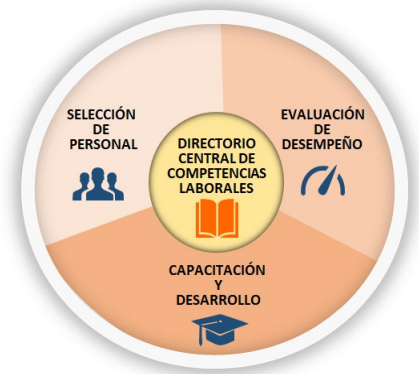 SELECCIÓN
DE
PERSONAL
EVALUACIÓN
DE
DESEMPEÑO
DIRECTORIO
CENTRAL DE
COMPETENCIAS
LABORALES
CAPACITACIÓN
Y
DESARROLLO